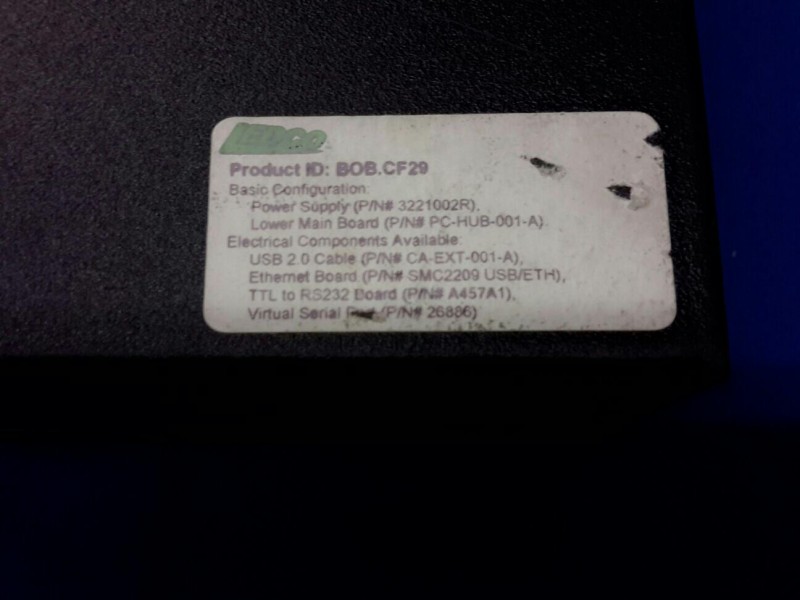 LEDCO
Product ID: BOB.CF29
Basic Configuration:
Power Supply (P/N# 3221002R),
Lower Main Board (P/N# PC-HUB-001-A)
Electrical Components Available:
USB 2.0 Cable (P/N# CA-EXT-001-A),
Ethernet Board (P/N# SMC2209 USB/ETH),
TTL to RS232 Board (P/N# A457A1),
Virtual Serial Port (P/N# 26886)